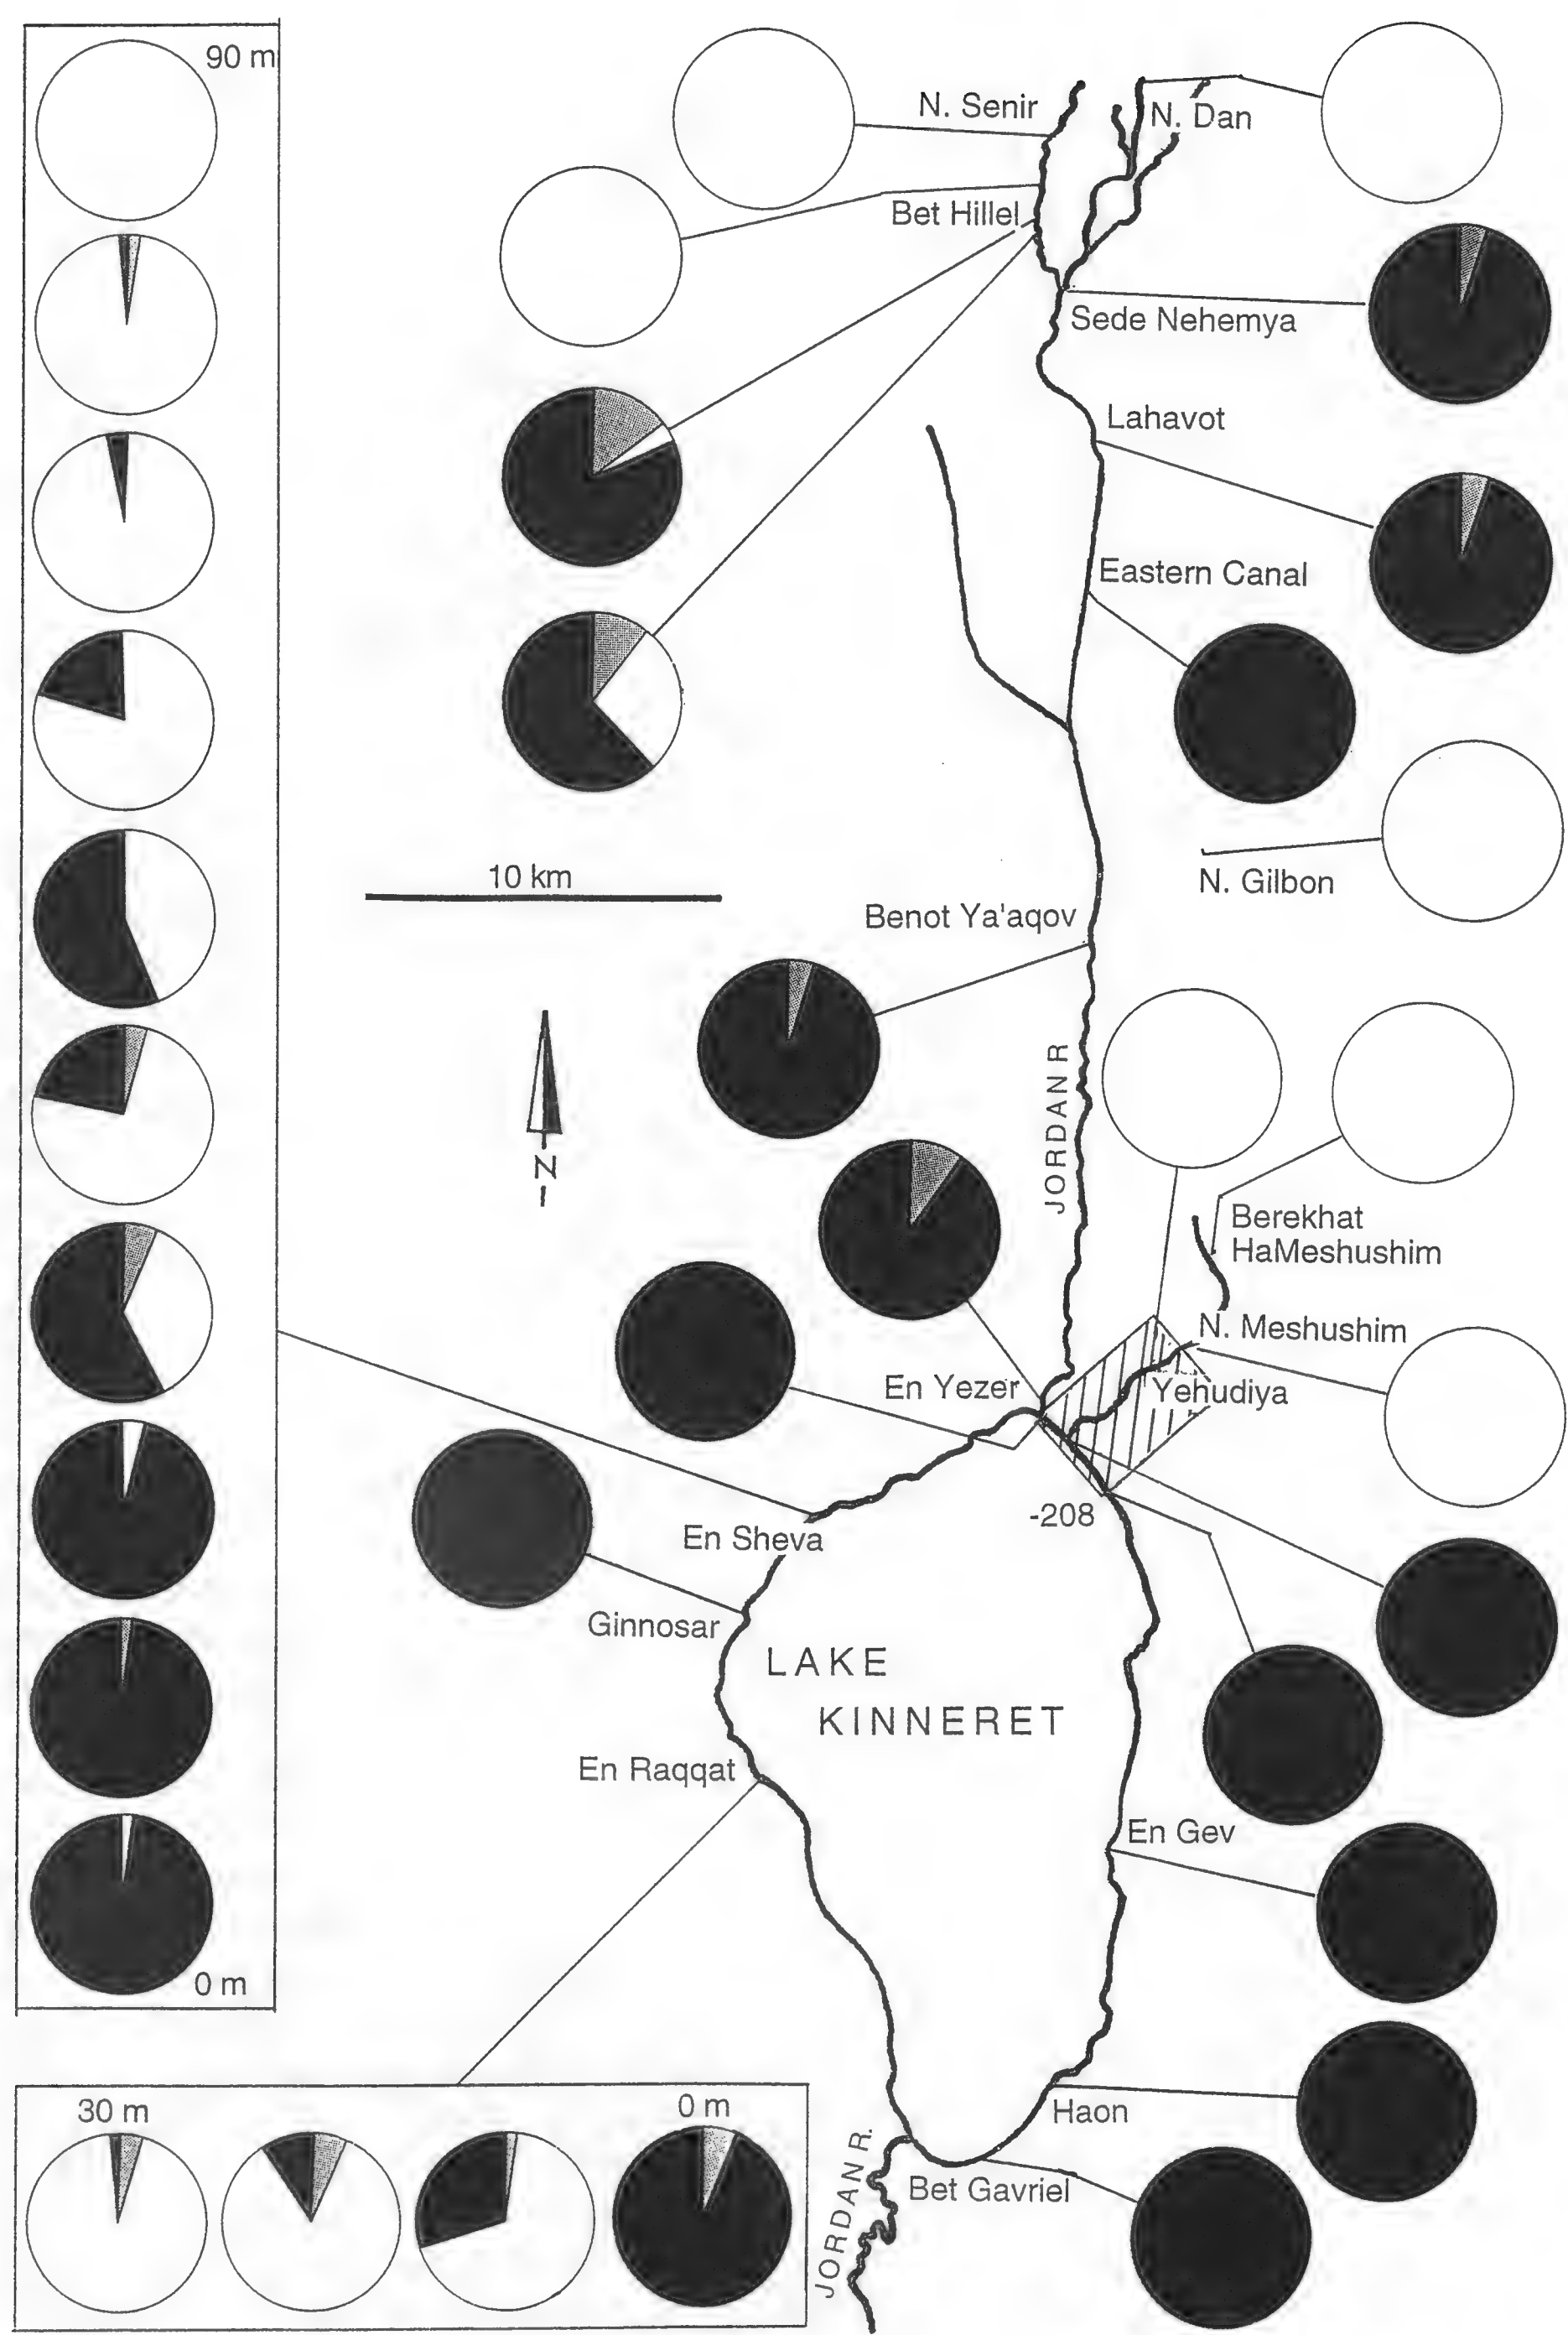 90 m
N. Senir
N. Dan
Bet Hillel
Sede Nehemya
Lahavot
Eastern Canal
10 km
N. Gilbon
Benot Ya'aqov
JORDAN R
N
Berekhat
HaMeshushim
N. Meshushim
En Yezer
Yehudiya
-208
En Sheva
Ginnosar
LAKE
KINNERET
En Raqqat
En Gev
0 m
30 m
0 m
Haon
JORDAN R.
Bet Gavriel